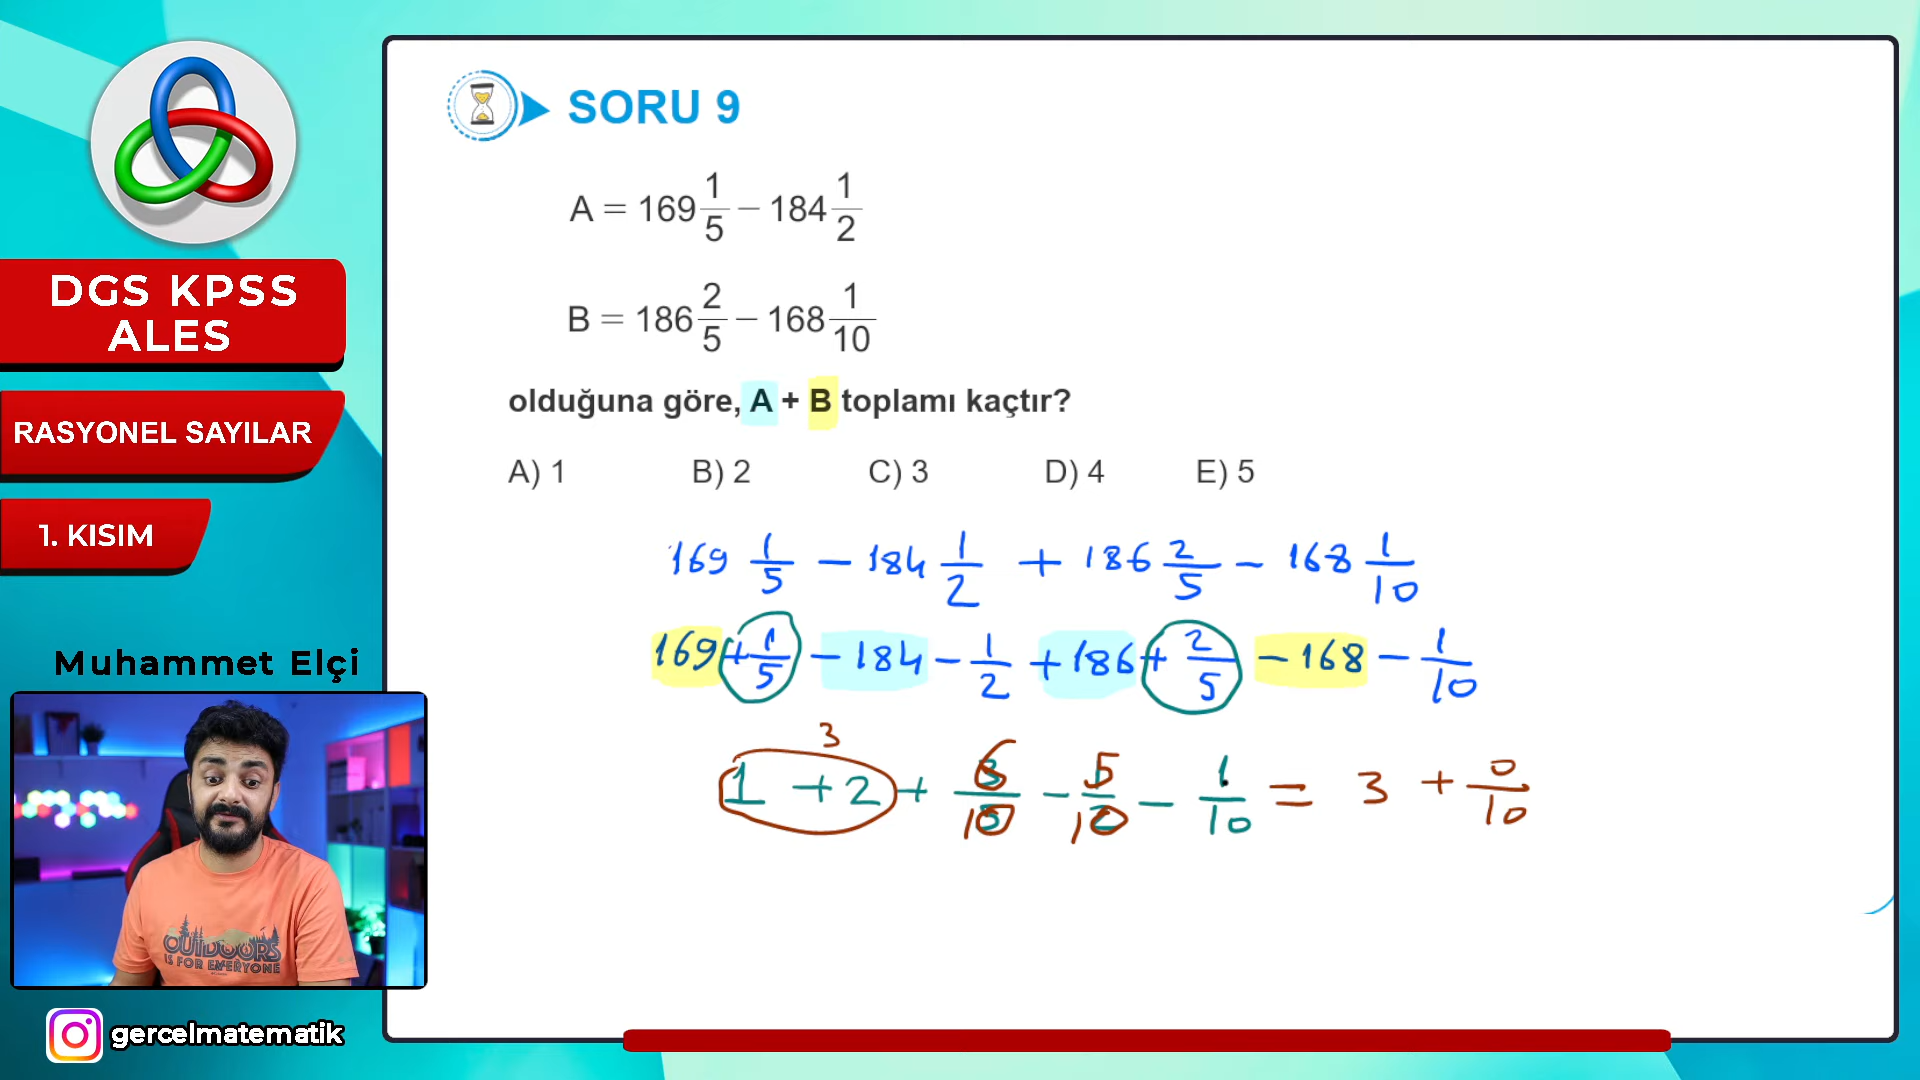 SORU 9
A = 169 1/5 − 184 1/2
B = 186 2/5 − 168 1/10
olduğuna göre, A + B toplamı kaçtır?
A) 1 B) 2 C) 3 D) 4 E) 5
169 1/5 − 184 1/2 + 186 2/5 − 168 1/10
169 + 1/5 − 184 − 1/2 + 186 + 2/5 − 168 − 1/10
3
1 + 2 + 6/10 − 5/10 − 1/10 = 3 + 0/10
DGS KPSS
ALES
RASYONEL SAYILAR
1. KISIM
Muhammet Elçi
OUTDOORS
IS FOR EVERYONE
gercelmatematik